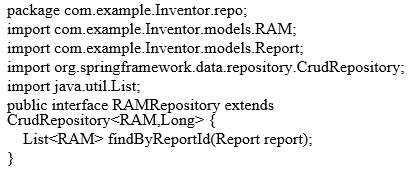 package com.example.Inventor.repo;
import com.example.Inventor.models.RAM;
import com.example.Inventor.models.Report;
import org.springframework.data.repository.CrudRepository;
import java.util.List;
public interface RAMRepository extends
CrudRepository<RAM,Long> {
    List<RAM> findByReportId(Report report);
}